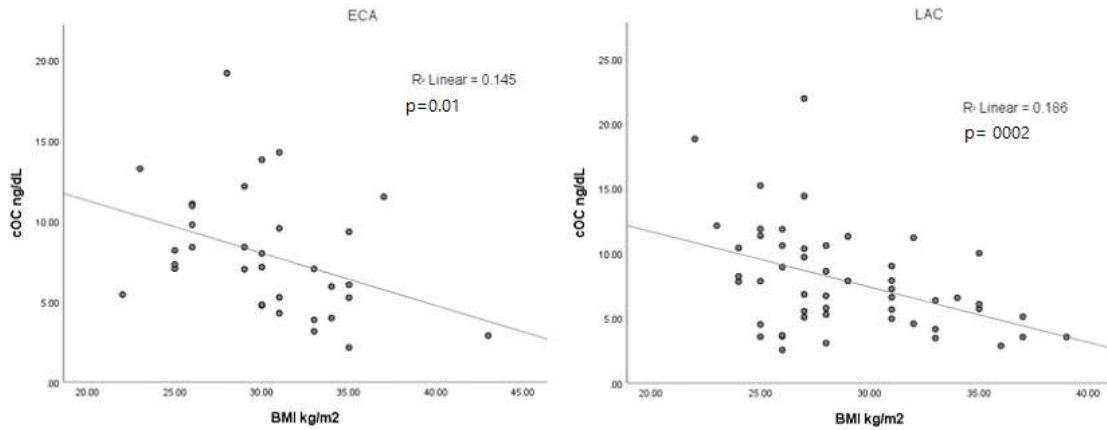 ECA
20.00
15.00
10.00
5.00
.00
cOC ng/dL
R² Linear = 0.145
p=0.01
20.00 25.00 30.00 35.00 40.00 45.00
BMI kg/m2
LAC
25.00
20.00
15.00
10.00
5.00
.00
cOC ng/dL
R² Linear = 0.186
p= 0002
20.00 25.00 30.00 35.00 40.00
BMI kg/m2